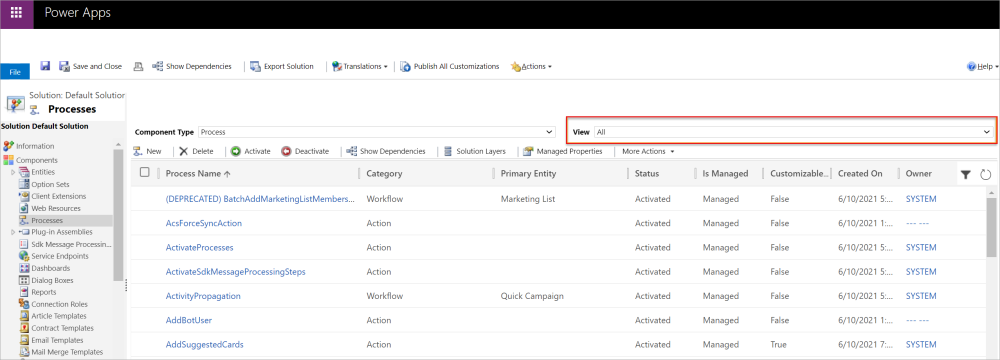 Power Apps
File
Save and Close
Show Dependencies
Export Solution
Translations
Publish All Customizations
Actions
Help
Solution: Default Solution
Processes
Solution Default Solution
Information
Components
Entities
Option Sets
Client Extensions
Web Resources
Processes
Plug-in Assemblies
Sdk Message Processin...
Service Endpoints
Dashboards
Dialog Boxes
Reports
Connection Roles
Article Templates
Contract Templates
Email Templates
Mail Merge Templates
Component Type Process
View All
New Delete Activate Deactivate Show Dependencies Solution Layers Managed Properties More Actions
Process Name Category Primary Entity Status Is Managed Customizable... Created On Owner
(DEPRECATED) BatchAddMarketingListMembers... Workflow Marketing List Activated Managed False 6/10/2021 5:... SYSTEM
AcsForceSyncAction Action Activated Managed False 6/10/2021 1:... --- ---
ActivateProcesses Action Activated Managed False 6/10/2021 5:... SYSTEM
ActivateSdkMessageProcessingSteps Action Activated Managed False 6/10/2021 5:... SYSTEM
ActivityPropagation Workflow Quick Campaign Activated Managed False 6/10/2021 5:... SYSTEM
AddBotUser Action Activated Managed False 6/10/2021 1:... --- ---
AddSuggestedCards Action Activated Managed True 6/10/2021 7:... SYSTEM